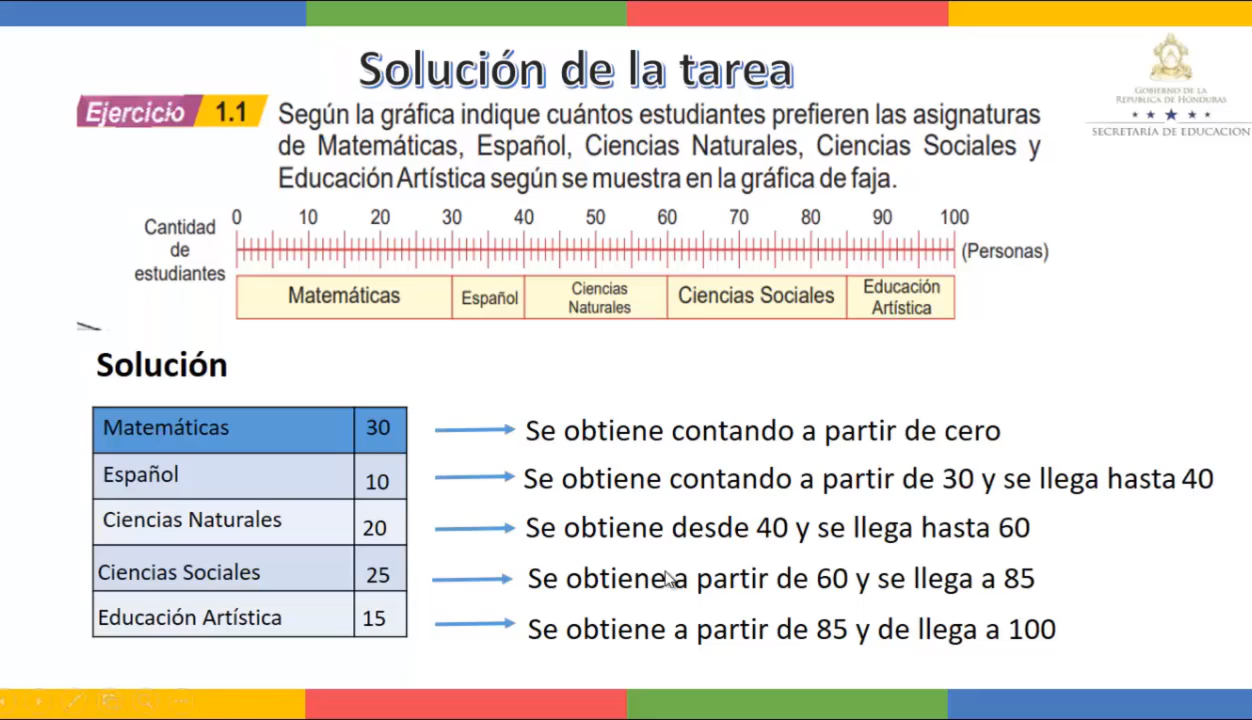 Solución de la tarea
GOBIERNO DE LA
REPÚBLICA DE HONDURAS
SECRETARÍA DE EDUCACIÓN
Ejercicio 1.1
Según la gráfica indique cuántos estudiantes prefieren las asignaturas
de Matemáticas, Español, Ciencias Naturales, Ciencias Sociales y
Educación Artística según se muestra en la gráfica de faja.
Cantidad
de
estudiantes
0 10 20 30 40 50 60 70 80 90 100
(Personas)
Matemáticas
Español
Ciencias
Naturales
Ciencias Sociales
Educación
Artística
Solución
Matemáticas 30 Se obtiene contando a partir de cero
Español 10 Se obtiene contando a partir de 30 y se llega hasta 40
Ciencias Naturales 20 Se obtiene desde 40 y se llega hasta 60
Ciencias Sociales 25 Se obtiene a partir de 60 y se llega a 85
Educación Artística 15 Se obtiene a partir de 85 y de llega a 100